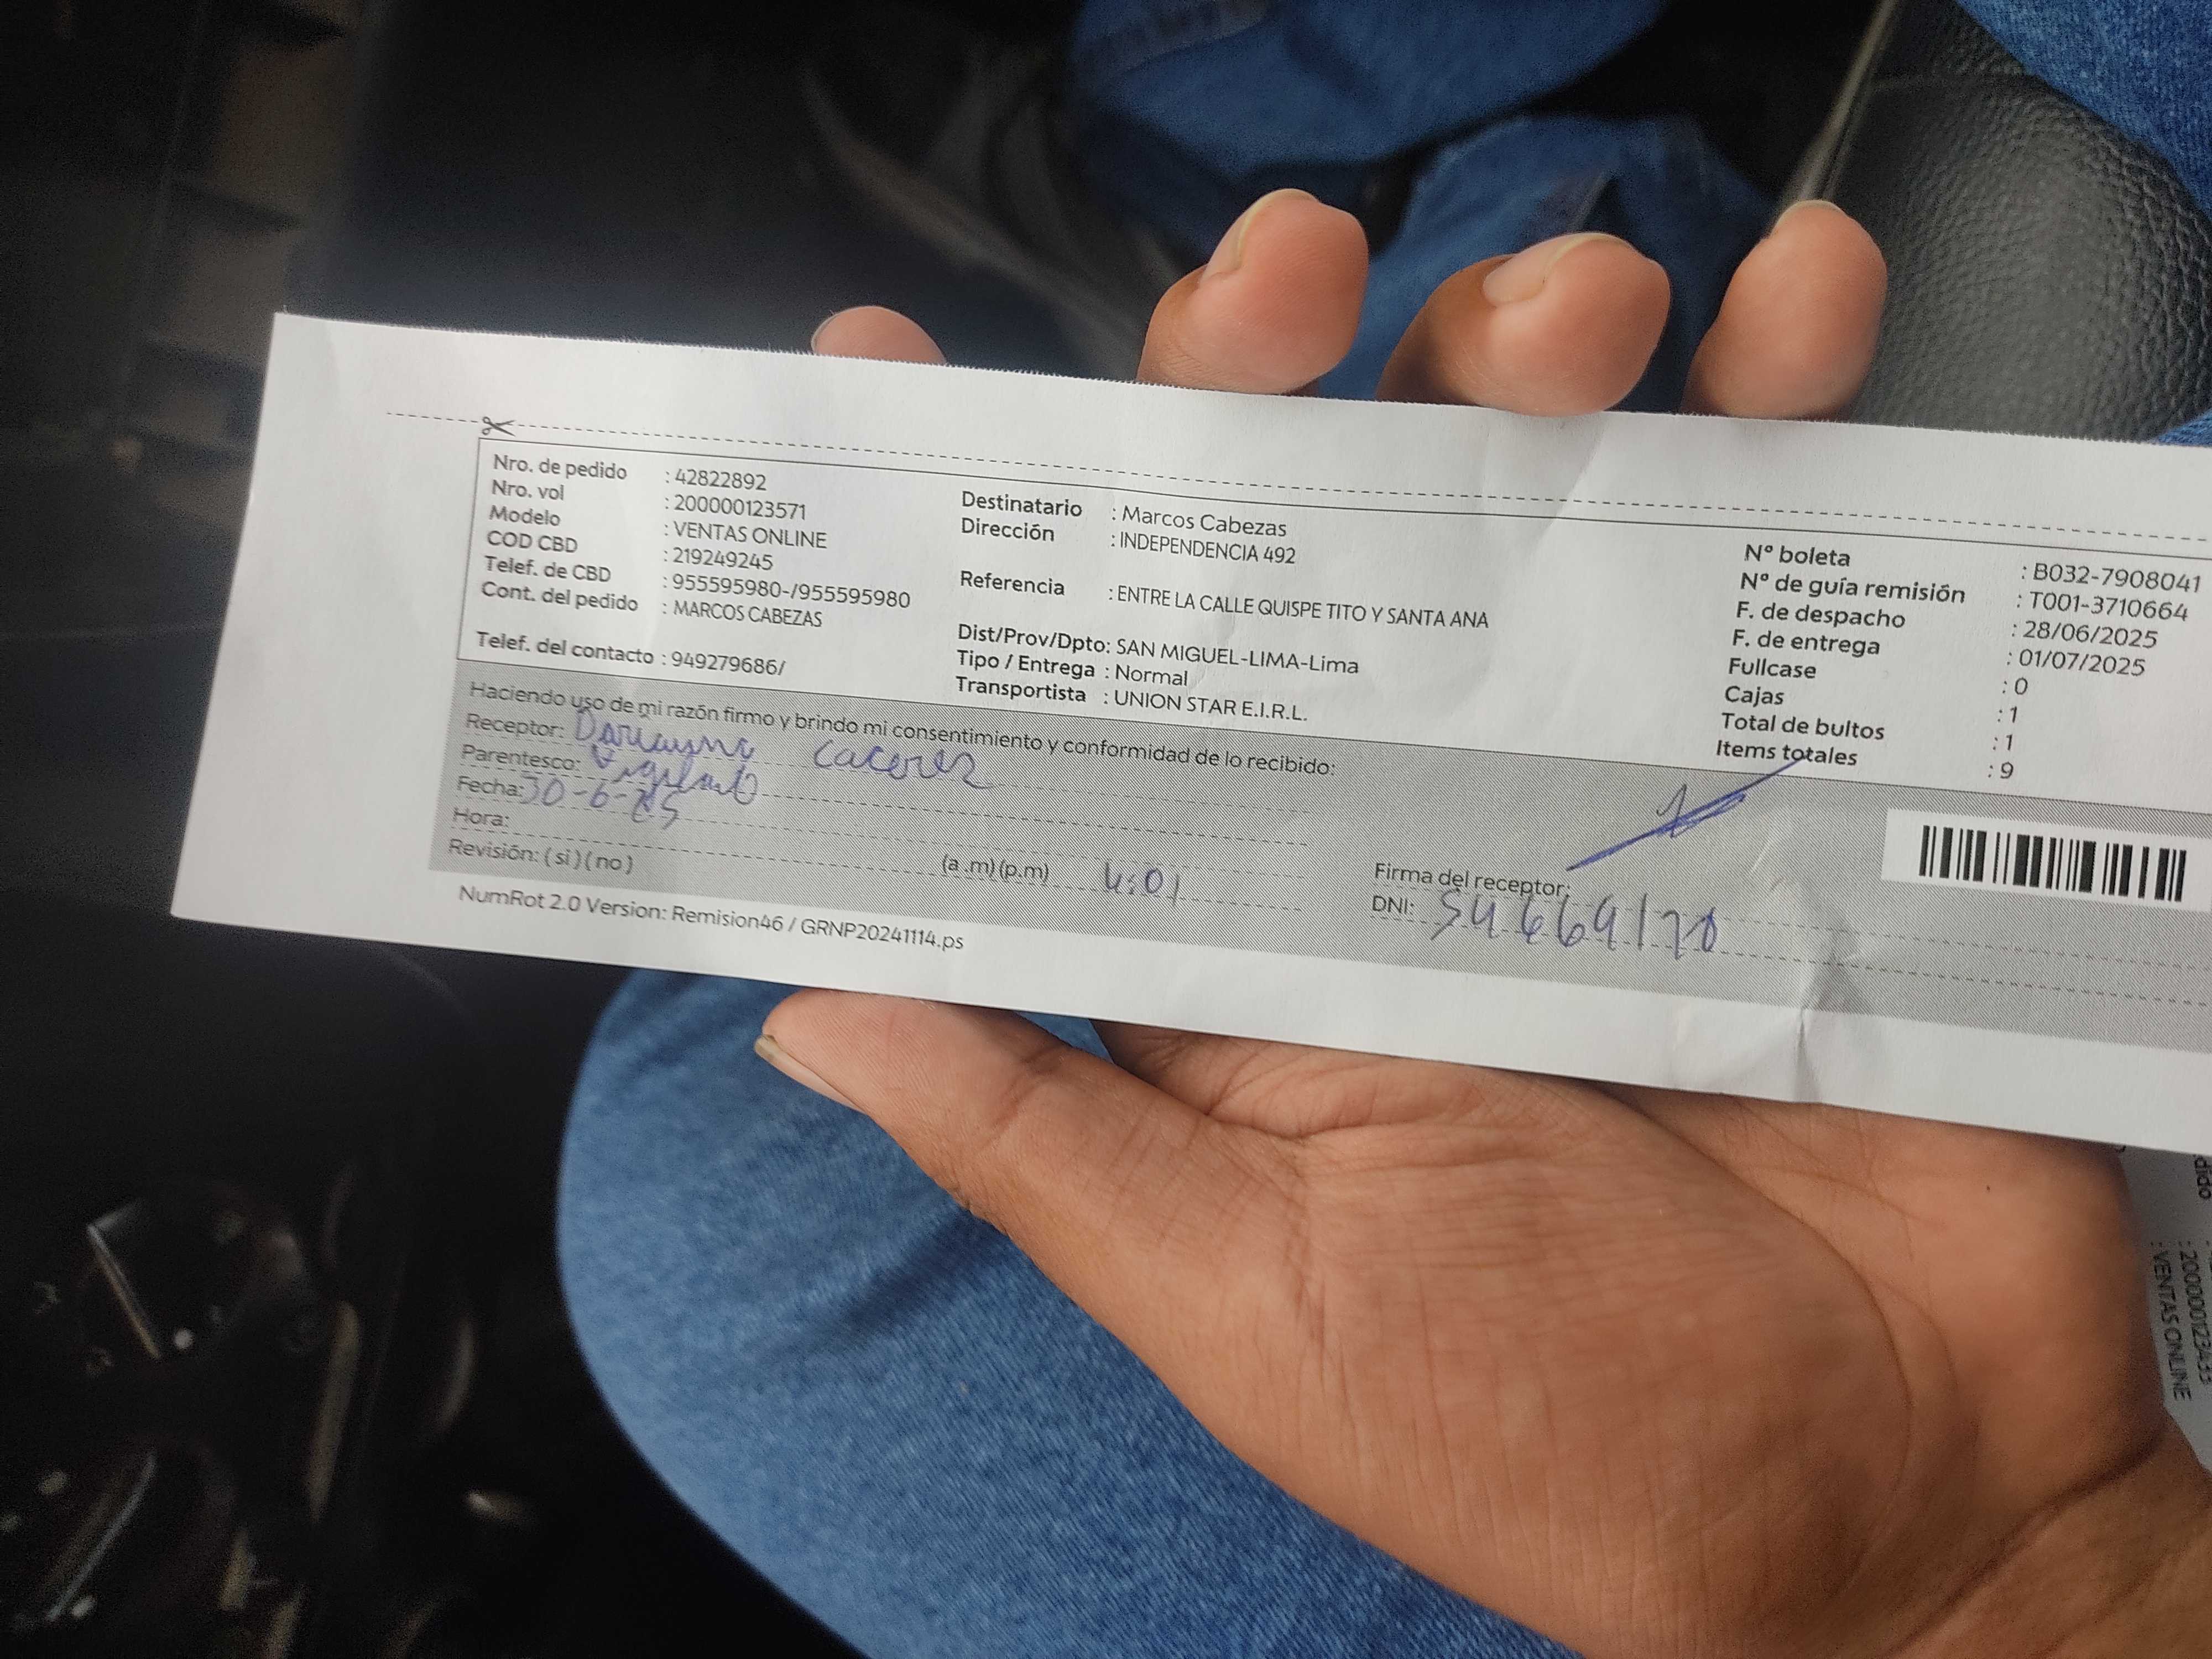 Nro. de pedido : 42822892
Nro. vol : 200000123571
Modelo : VENTAS ONLINE
COD CBD : 219249245
Telef. de CBD : 955595980-/955595980
Cont. del pedido : MARCOS CABEZAS
Telef. del contacto : 949279686/
Destinatario : Marcos Cabezas
Dirección : INDEPENDENCIA 492
Referencia : ENTRE LA CALLE QUISPE TITO Y SANTA ANA
Dist/Prov/Dpto: SAN MIGUEL-LIMA-Lima
Tipo / Entrega : Normal
Transportista : UNION STAR E.I.R.L.
N° boleta : B032-7908041
N° de guía remisión : T001-3710664
F. de despacho : 28/06/2025
F. de entrega : 01/07/2025
Fullcase : 0
Cajas : 1
Total de bultos : 1
Items totales : 9
Haciendo uso de mi razón firmo y brindo mi consentimiento y conformidad de lo recibido:
Receptor: caceres
Parentesco: Vigilante
Fecha: 30-6-25
Hora: (a .m) (p.m) 4:01
Revisión: ( si ) ( no )
Firma del receptor:
DNI:
NumRot 2.0 Version: Remision46 / GRNP20241114.ps
dido
: 200000123433
: VENTAS ONLINE